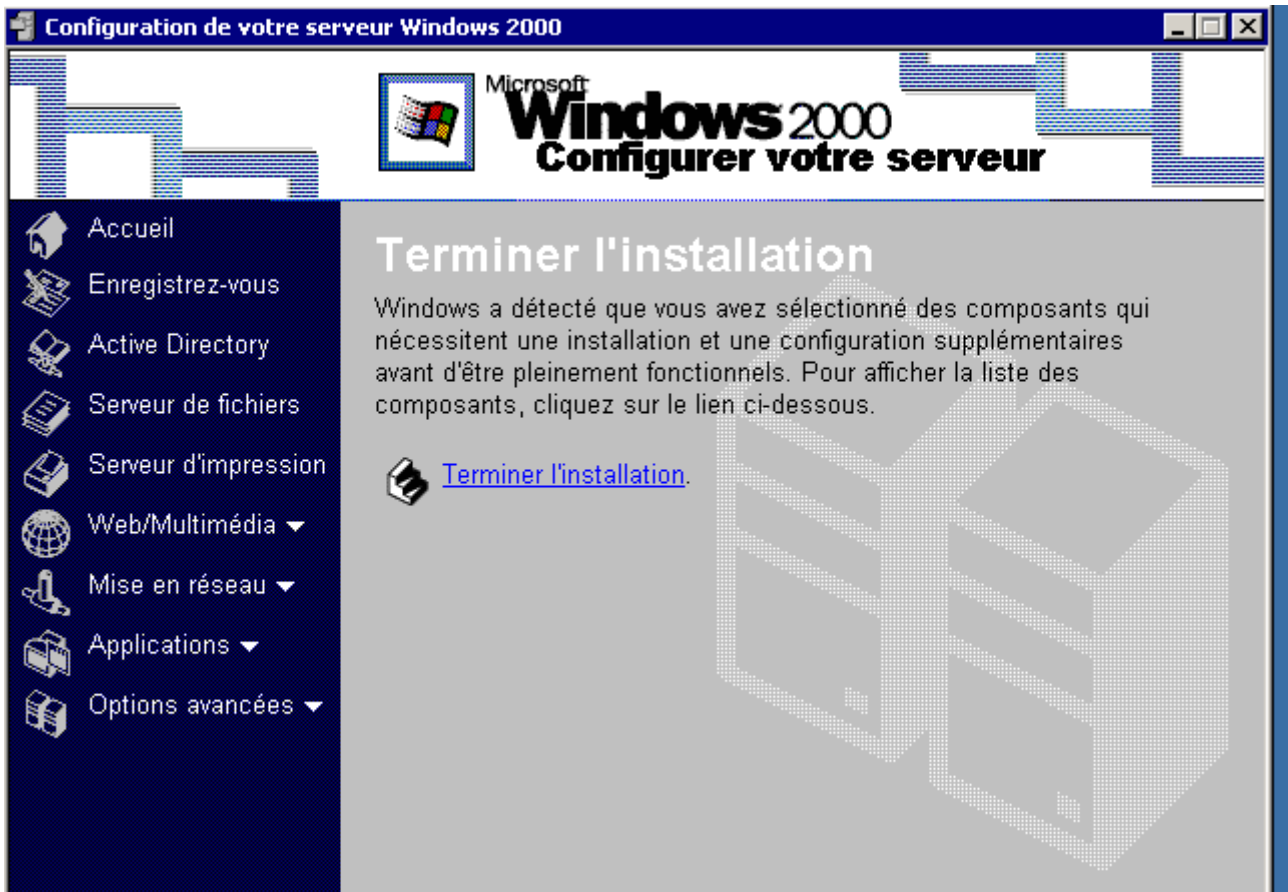 Configuration de votre serveur Windows 2000
Microsoft
Windows 2000
Configurer votre serveur
Accueil
Enregistrez-vous
Active Directory
Serveur de fichiers
Serveur d'impression
Web/Multimédia
Mise en réseau
Applications
Options avancées
Terminer l'installation
Windows a détecté que vous avez sélectionné des composants qui
nécessitent une installation et une configuration supplémentaires
avant d'être pleinement fonctionnels. Pour afficher la liste des
composants, cliquez sur le lien ci-dessous.
Terminer l'installation.